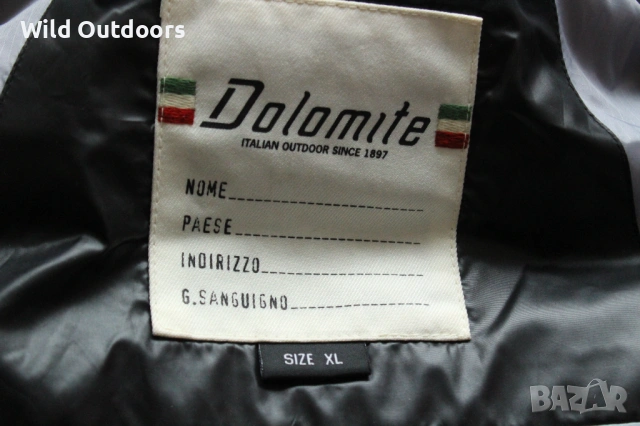 Wild Outdoors
Dolomite
ITALIAN OUTDOOR SINCE 1897
NOME
PAESE
INDIRIZZO
G.SANGUIGNO
SIZE XL
BAZAR